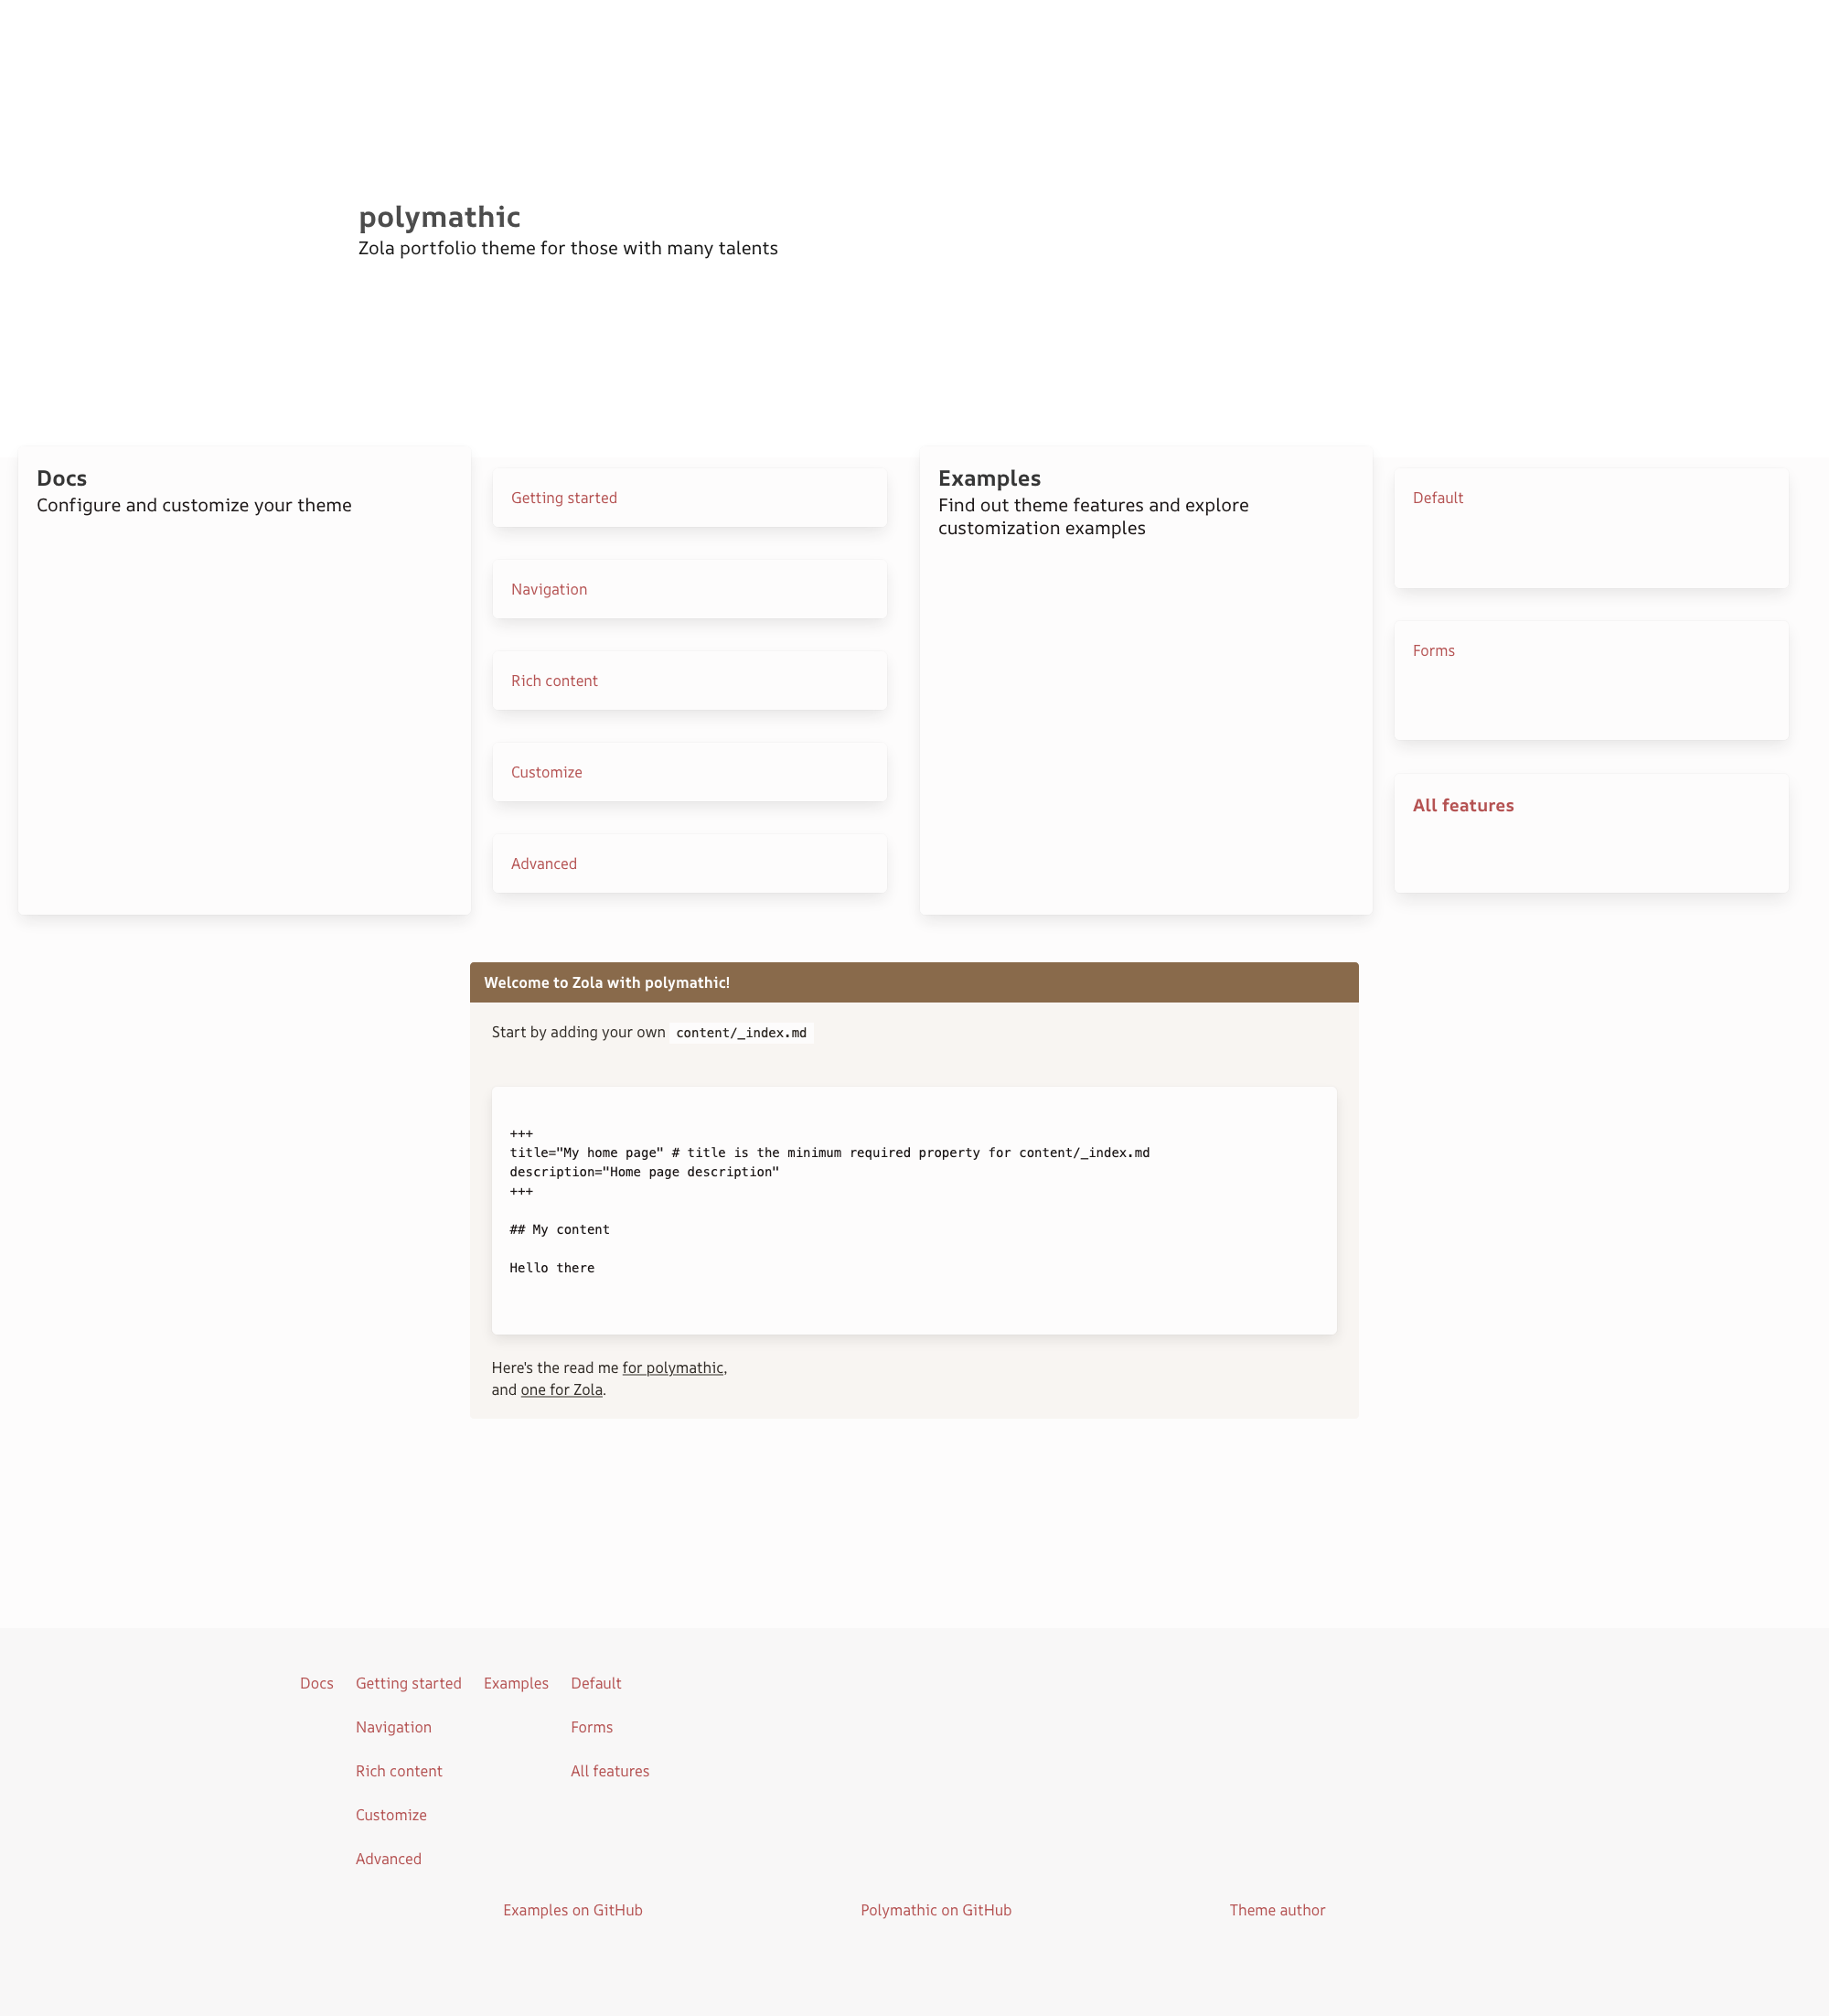 polymathic
Zola portfolio theme for those with many talents
Docs
Configure and customize your theme
Getting started
Navigation
Rich content
Customize
Advanced
Examples
Find out theme features and explore
customization examples
Default
Forms
All features
Welcome to Zola with polymathic!
Start by adding your own content/_index.md
+++
title="My home page" # title is the minimum required property for content/_index.md
description="Home page description"
+++
## My content
Hello there
Here's the read me for polymathic,
and one for Zola.
Docs
Getting started
Navigation
Rich content
Customize
Advanced
Examples
Default
Forms
All features
Examples on GitHub
Polymathic on GitHub
Theme author